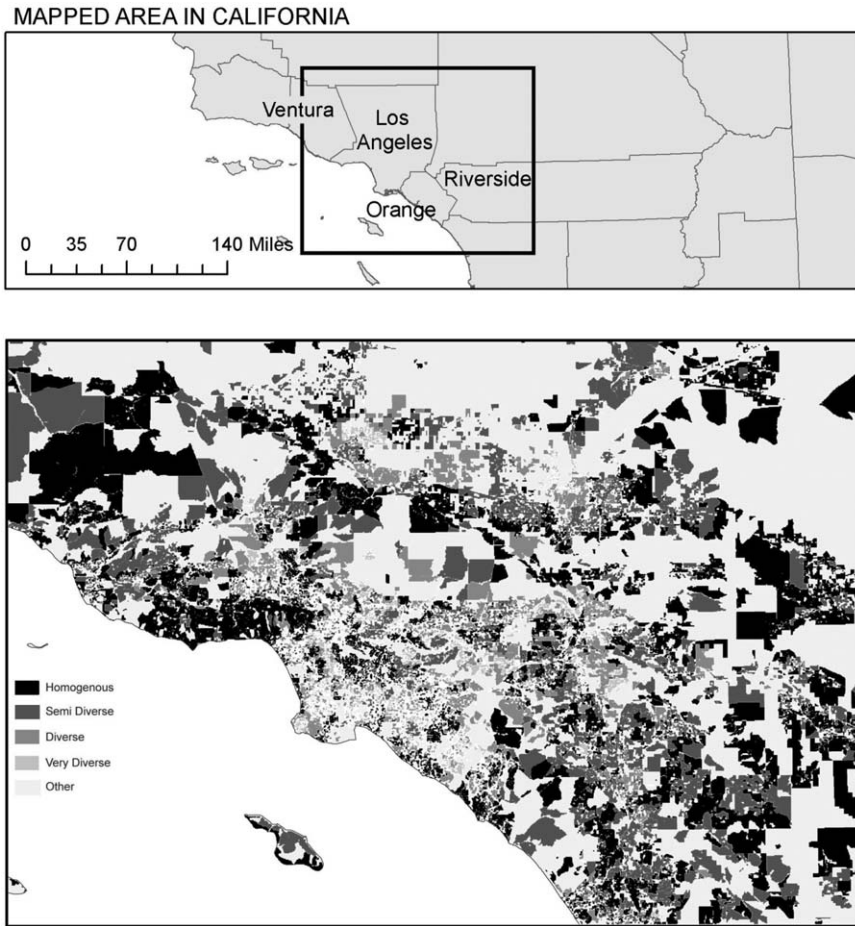 MAPPED AREA IN CALIFORNIA
Ventura
Los
Angeles
Riverside
Orange
0 35 70 140 Miles
Homogenous
Semi Diverse
Diverse
Very Diverse
Other